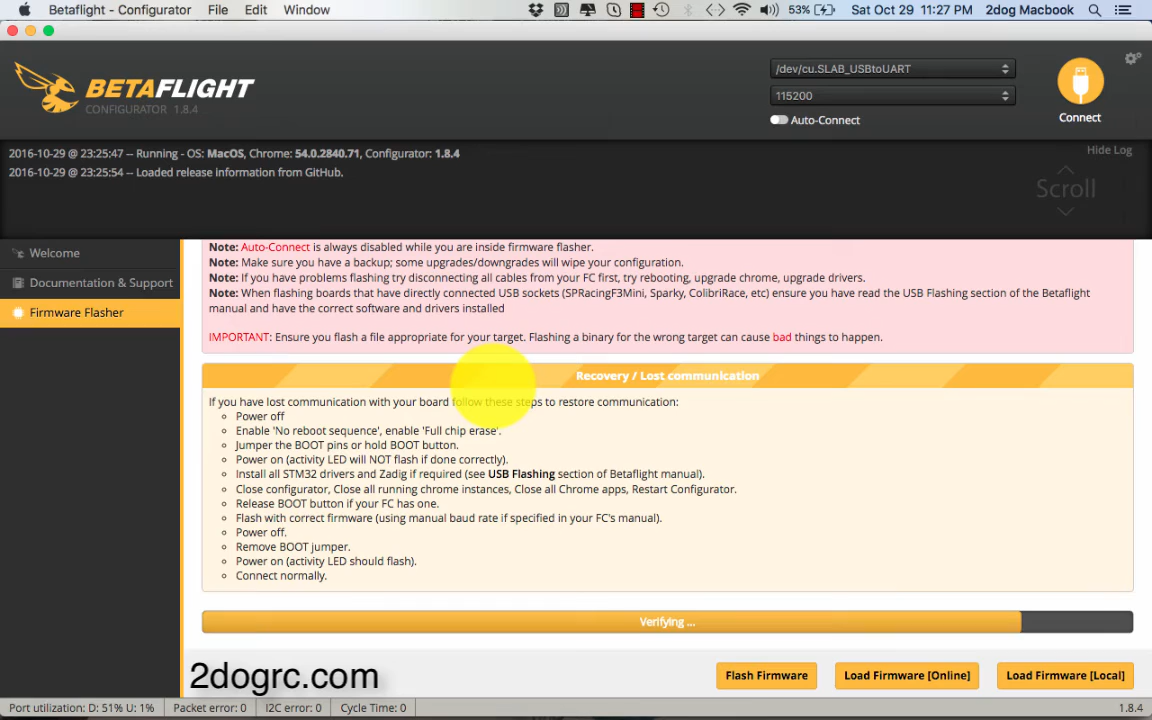 Betaflight - Configurator File Edit Window 53% Sat Oct 29 11:27 PM 2dog Macbook
BETAFLIGHT
CONFIGURATOR 1.8.4
/dev/cu.SLAB_USBtoUART
115200
Auto-Connect
Connect
2016-10-29 @ 23:25:47 -- Running - OS: MacOS, Chrome: 54.0.2840.71, Configurator: 1.8.4
2016-10-29 @ 23:25:54 -- Loaded release information from GitHub.
Hide Log
Scroll
Welcome
Documentation & Support
Firmware Flasher
Note: Auto-Connect is always disabled while you are inside firmware flasher.
Note: Make sure you have a backup; some upgrades/downgrades will wipe your configuration.
Note: If you have problems flashing try disconnecting all cables from your FC first, try rebooting, upgrade chrome, upgrade drivers.
Note: When flashing boards that have directly connected USB sockets (SPRacingF3Mini, Sparky, ColibriRace, etc) ensure you have read the USB Flashing section of the Betaflight
manual and have the correct software and drivers installed
IMPORTANT: Ensure you flash a file appropriate for your target. Flashing a binary for the wrong target can cause bad things to happen.
Recovery / Lost communication
If you have lost communication with your board follow these steps to restore communication:
Power off
Enable 'No reboot sequence', enable 'Full chip erase'.
Jumper the BOOT pins or hold BOOT button.
Power on (activity LED will NOT flash if done correctly).
Install all STM32 drivers and Zadig if required (see USB Flashing section of Betaflight manual).
Close configurator, Close all running chrome instances, Close all Chrome apps, Restart Configurator.
Release BOOT button if your FC has one.
Flash with correct firmware (using manual baud rate if specified in your FC's manual).
Power off.
Remove BOOT jumper.
Power on (activity LED should flash).
Connect normally.
Verifying ...
2dogrc.com
Flash Firmware
Load Firmware [Online]
Load Firmware [Local]
Port utilization: D: 51% U: 1% Packet error: 0 I2C error: 0 Cycle Time: 0 1.8.4